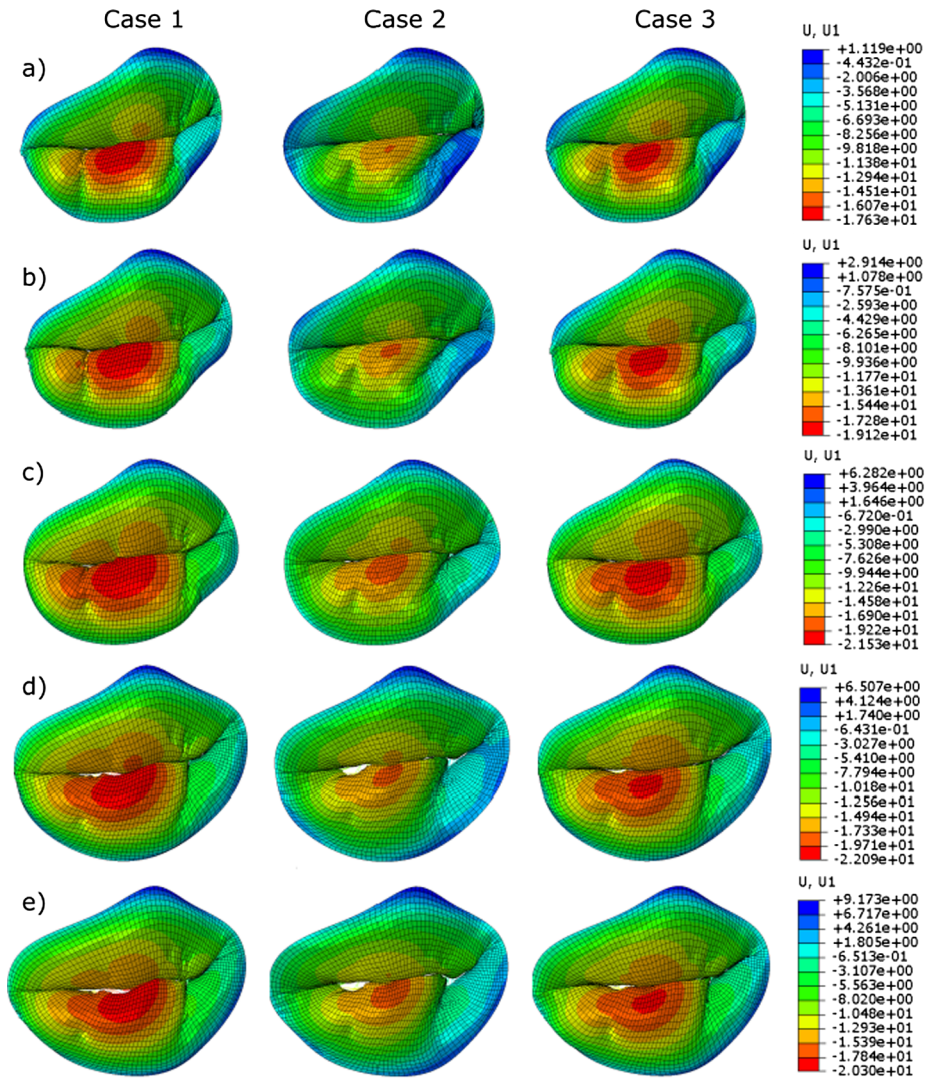 Case 1 Case 2 Case 3
a)
U, U1
+1.119e+00
-4.432e-01
-2.006e+00
-3.568e+00
-5.131e+00
-6.693e+00
-8.256e+00
-9.818e+00
-1.138e+01
-1.294e+01
-1.451e+01
-1.607e+01
-1.763e+01
b)
U, U1
+2.914e+00
+1.078e+00
-7.575e-01
-2.593e+00
-4.429e+00
-6.265e+00
-8.101e+00
-9.936e+00
-1.177e+01
-1.361e+01
-1.544e+01
-1.728e+01
-1.912e+01
c)
U, U1
+6.282e+00
+3.964e+00
+1.646e+00
-6.720e-01
-2.990e+00
-5.308e+00
-7.626e+00
-9.944e+00
-1.226e+01
-1.458e+01
-1.690e+01
-1.922e+01
-2.153e+01
d)
U, U1
+6.507e+00
+4.124e+00
+1.740e+00
-6.431e-01
-3.027e+00
-5.410e+00
-7.794e+00
-1.018e+01
-1.256e+01
-1.494e+01
-1.733e+01
-1.971e+01
-2.209e+01
e)
U, U1
+9.173e+00
+6.717e+00
+4.261e+00
+1.805e+00
-6.513e-01
-3.107e+00
-5.563e+00
-8.020e+00
-1.048e+01
-1.293e+01
-1.539e+01
-1.784e+01
-2.030e+01